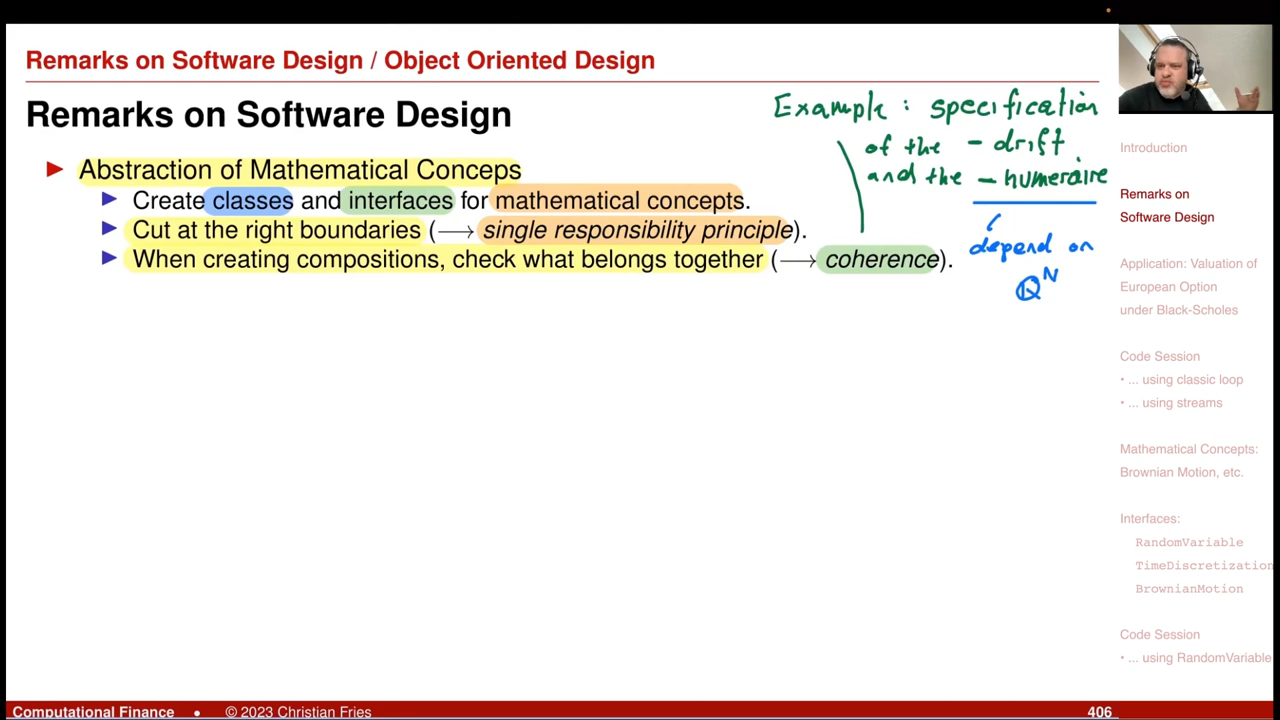 Remarks on Software Design / Object Oriented Design
Remarks on Software Design
Abstraction of Mathematical Conceps
Create classes and interfaces for mathematical concepts.
Cut at the right boundaries (→ single responsibility principle).
When creating compositions, check what belongs together (→ coherence).
Example: specification
of the - drift
and the - numeraire
depend on
Q^N
Introduction
Remarks on
Software Design
Application: Valuation of
European Option
under Black-Scholes
Code Session
• ... using classic loop
• ... using streams
Mathematical Concepts:
Brownian Motion, etc.
Interfaces:
RandomVariable
TimeDiscretization
BrownianMotion
Code Session
• ... using RandomVariable
Computational Finance • © 2023 Christian Fries 406